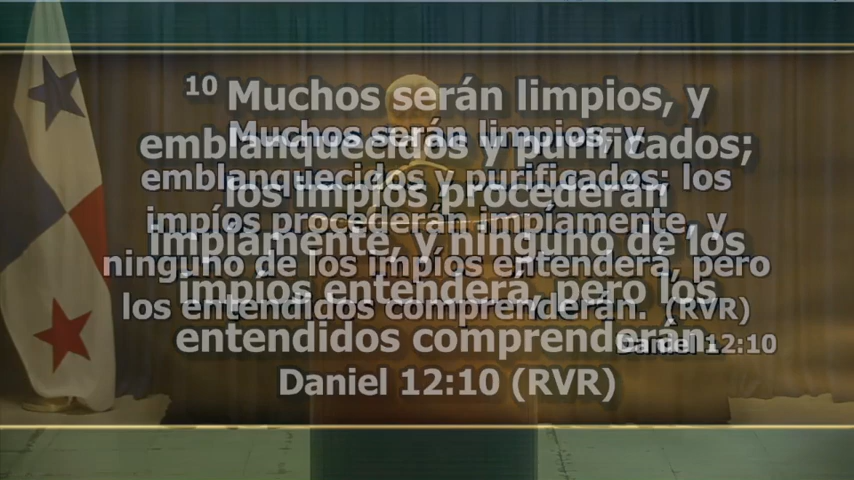 10 Muchos serán limpios, y
emblanquecidos y purificados;
los impíos procederán
impíamente, y ninguno de los
impíos entenderá, pero los
entendidos comprenderán.
Daniel 12:10 (RVR)
Muchos serán limpios, y
emblanquecidos y purificados; los
impíos procederán impíamente, y
ninguno de los impíos entenderá, pero
los entendidos comprenderán. (RVR)
Daniel 12:10